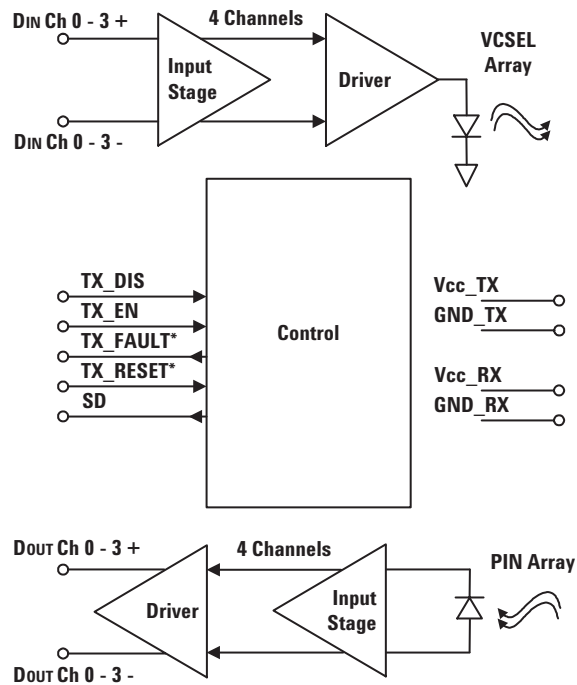 DIN Ch 0 - 3 +
4 Channels
VCSEL
Array
Input
Stage
Driver
DIN Ch 0 - 3 -
TX_DIS
TX_EN
TX_FAULT*
TX_RESET*
SD
Control
Vcc_TX
GND_TX
Vcc_RX
GND_RX
DOUT Ch 0 - 3 +
4 Channels
PIN Array
Driver
Input
Stage
DOUT Ch 0 - 3 -